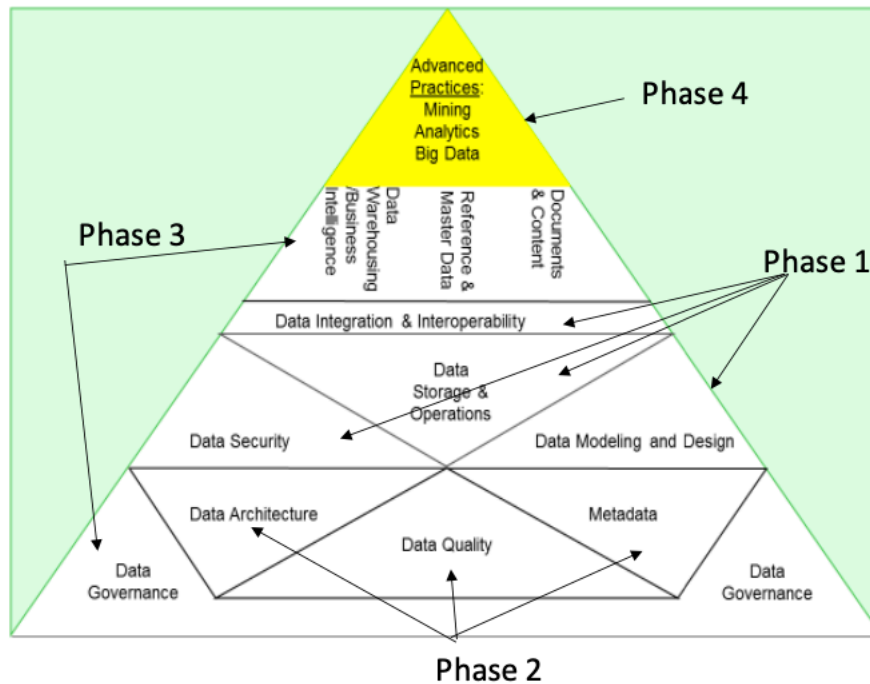 Advanced
Practices:
Mining
Analytics
Big Data
Phase 4
Data
Warehousing
/Business
Intelligence
Reference &
Master Data
Documents
& Content
Phase 3
Phase 1
Data Integration & Interoperability
Data
Storage &
Operations
Data Security
Data Modeling and Design
Data Architecture
Metadata
Data Quality
Data
Governance
Data
Governance
Phase 2